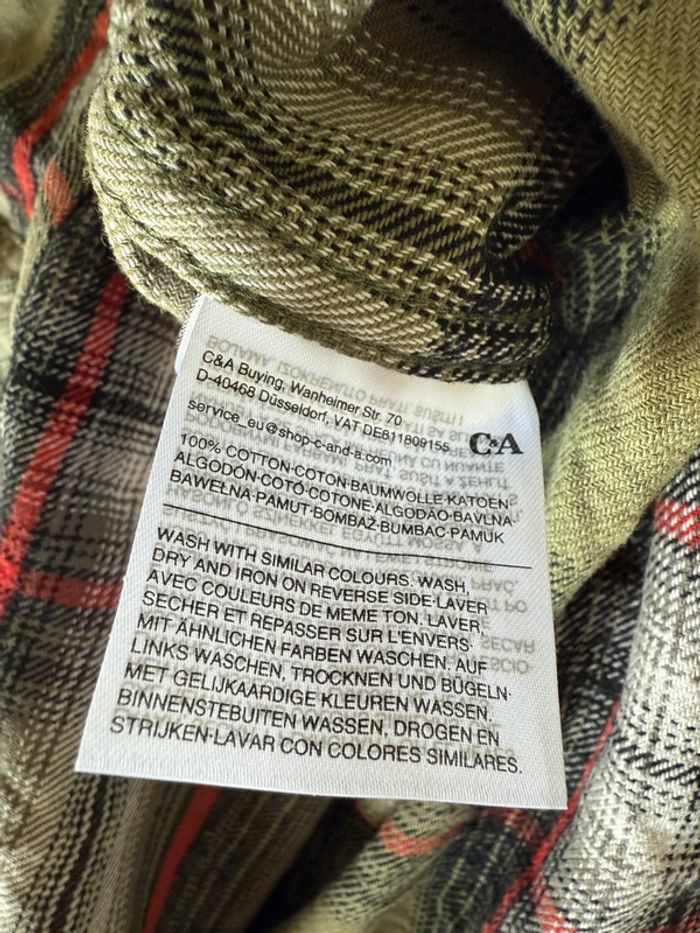 C&A Buying, Wanheimer Str. 70
D-40468 Düsseldorf, VAT DE811809155
service_eu@shop-c-and-a.com
C&A
100% COTTON·COTON·BAUMWOLLE·KATOEN·
ALGODÓN·COTÓ·COTONE·ALGODÃO·BAVLNA·
BAWEŁNA·PAMUT·BOMBAŽ·BUMBAC·PAMUK
WASH WITH SIMILAR COLOURS. WASH,
DRY AND IRON ON REVERSE SIDE·LAVER
AVEC COULEURS DE MEME TON. LAVER,
SECHER ET REPASSER SUR L'ENVERS·
MIT ÄHNLICHEN FARBEN WASCHEN. AUF
LINKS WASCHEN, TROCKNEN UND BÜGELN·
MET GELIJKAARDIGE KLEUREN WASSEN.
BINNENSTEBUITEN WASSEN, DROGEN EN
STRIJKEN·LAVAR CON COLORES SIMILARES.